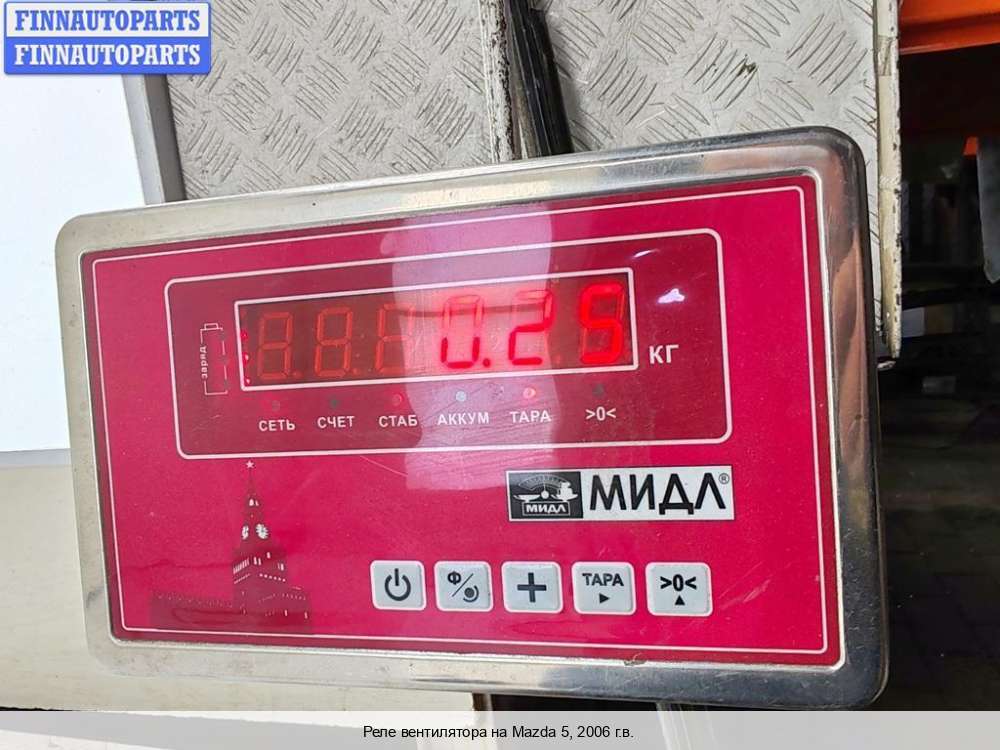 FINNAUTOPARTS
FINNAUTOPARTS
0.25
КГ
заряд
СЕТЬ СЧЕТ СТАБ АККУМ ТАРА >0<
МИДЛ МИДЛ®
Ф ТАРА >0<
Реле вентилятора на Mazda 5, 2006 г.в.